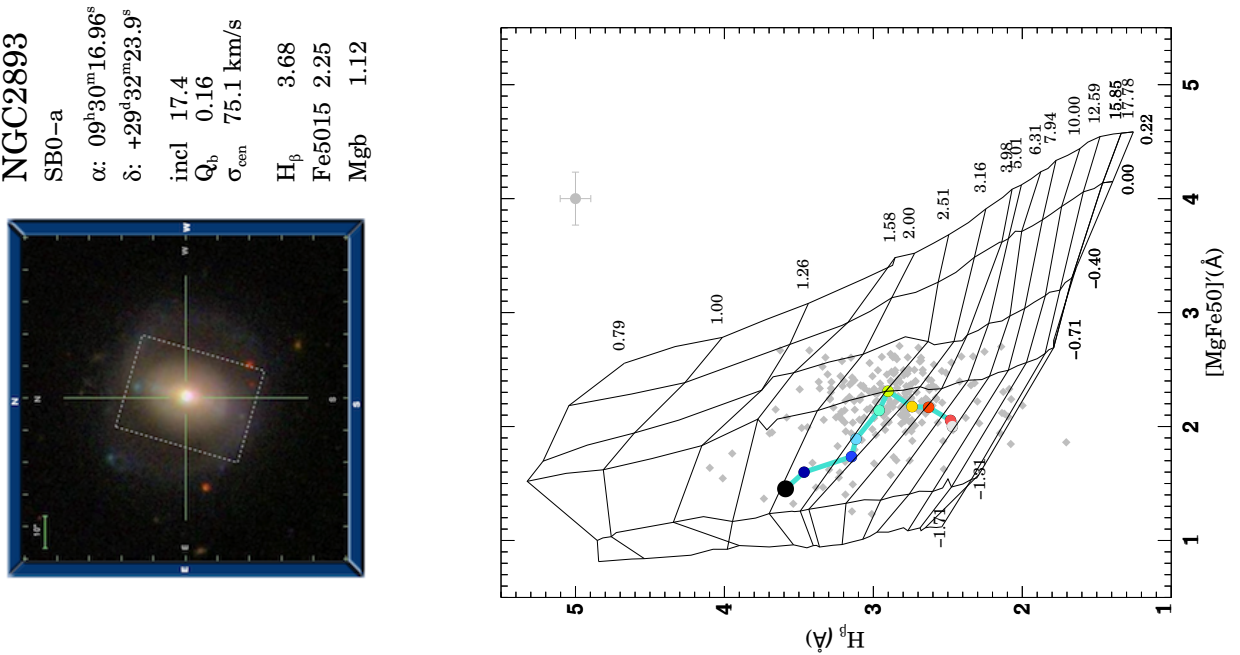 NGC2893
SB0−a
α: 09ʰ30ᵐ16.96ˢ
δ: +29ᵈ32ᵐ23.9ˢ
incl 17.4
Q_b 0.16
σ_cen 75.1 km/s
H_β 3.68
Fe5015 2.25
Mgb 1.12
N
N
W
W
S
S
E
E
10"
0.79
1.00
1.26
1.58
2.00
2.51
3.16
3.98
5.01
6.31
7.94
10.00
12.59
15.85
17.78
0.22
0.00
−0.40
−0.71
−1.31
−1.71
5
4
3
2
1
H_β (Å)
1
2
3
4
5
[MgFe50]′(Å)